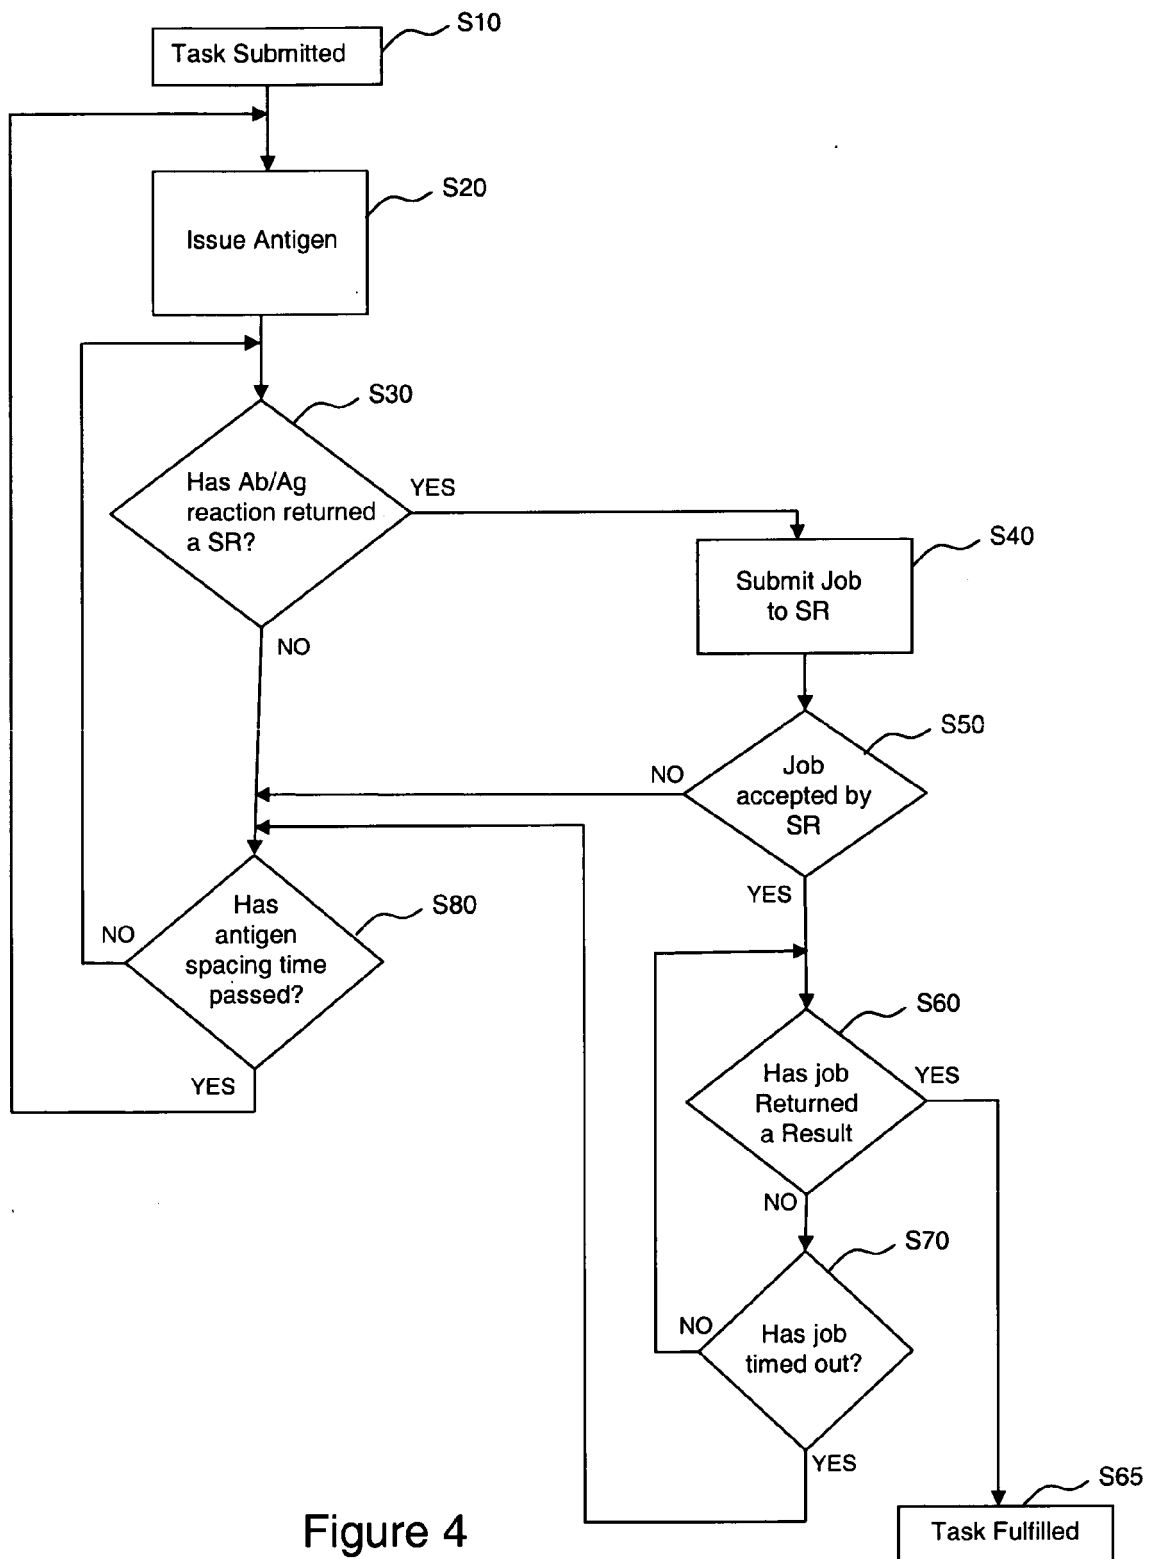 S10
Task Submitted
S20
Issue Antigen
S30
Has Ab/Ag
reaction returned
a SR?
YES
NO
S40
Submit Job
to SR
S50
Job
accepted by
SR
NO
YES
S80
Has
antigen
spacing time
passed?
NO
YES
S60
Has job
Returned
a Result
YES
NO
S70
Has job
timed out?
NO
YES
S65
Task Fulfilled
Figure 4